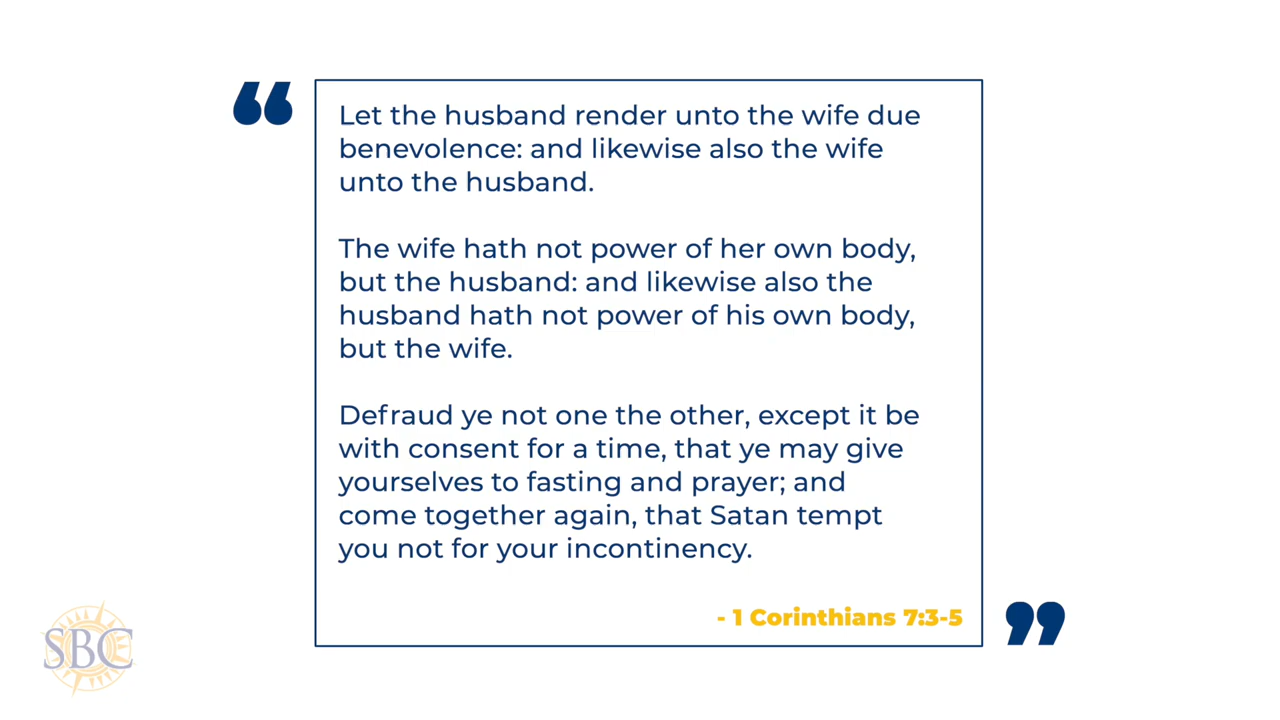 “
Let the husband render unto the wife due
benevolence: and likewise also the wife
unto the husband.
The wife hath not power of her own body,
but the husband: and likewise also the
husband hath not power of his own body,
but the wife.
Defraud ye not one the other, except it be
with consent for a time, that ye may give
yourselves to fasting and prayer; and
come together again, that Satan tempt
you not for your incontinency.
- 1 Corinthians 7:3-5
”
SBC